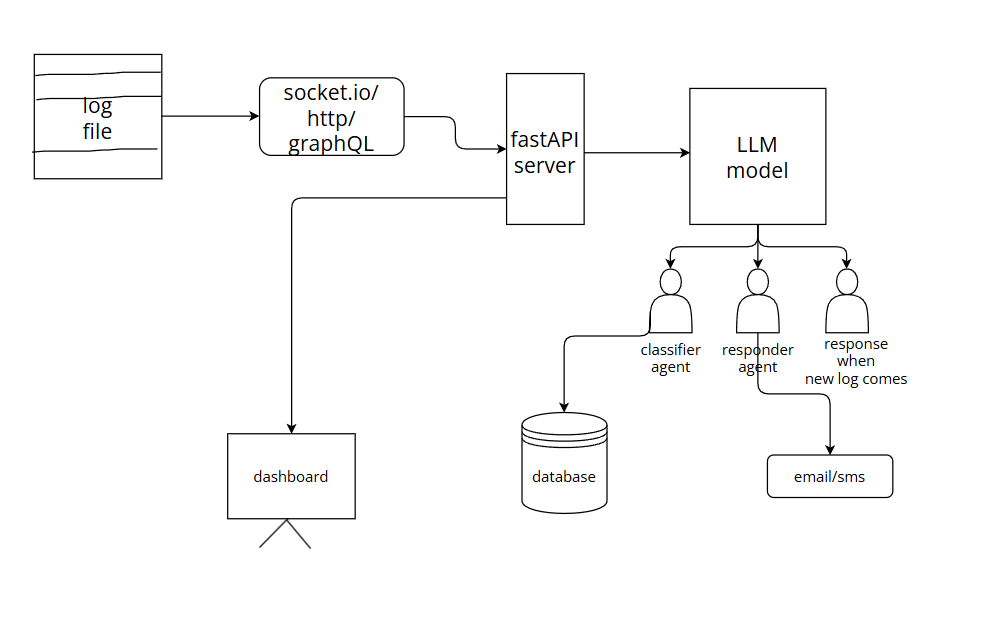 log
file
socket.io/
http/
graphQL
fastAPI
server
LLM
model
classifier
agent
responder
agent
response
when
new log comes
dashboard
database
email/sms